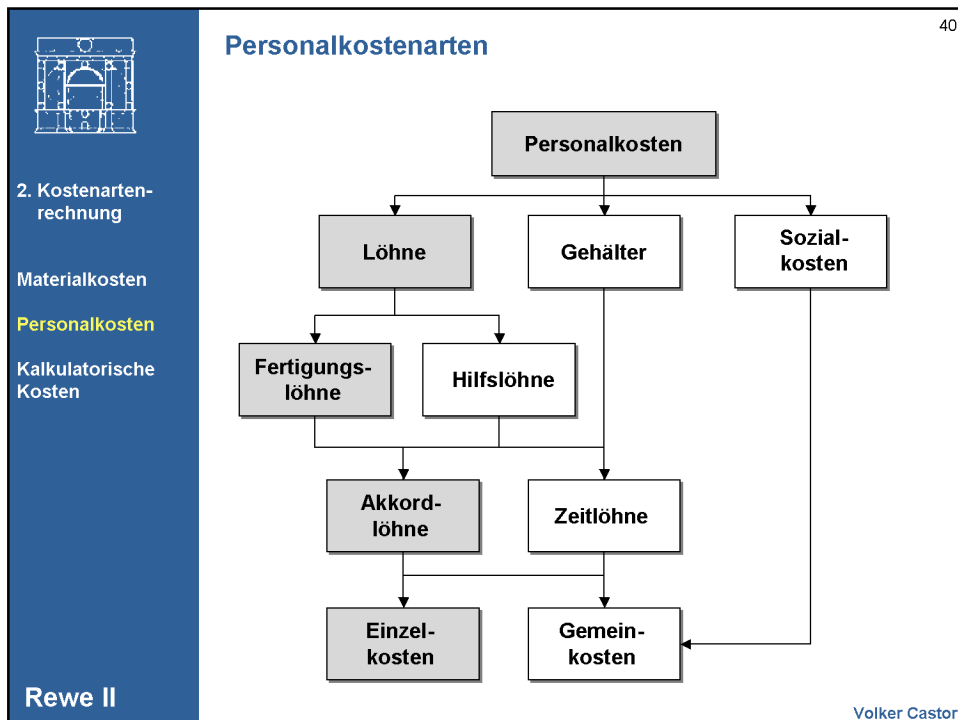 40
Personalkostenarten
2. Kostenarten-
rechnung
Materialkosten
Personalkosten
Kalkulatorische
Kosten
Rewe II
Personalkosten
Löhne
Gehälter
Sozial-
kosten
Fertigungs-
löhne
Hilfslöhne
Akkord-
löhne
Zeitlöhne
Einzel-
kosten
Gemein-
kosten
Volker Castor